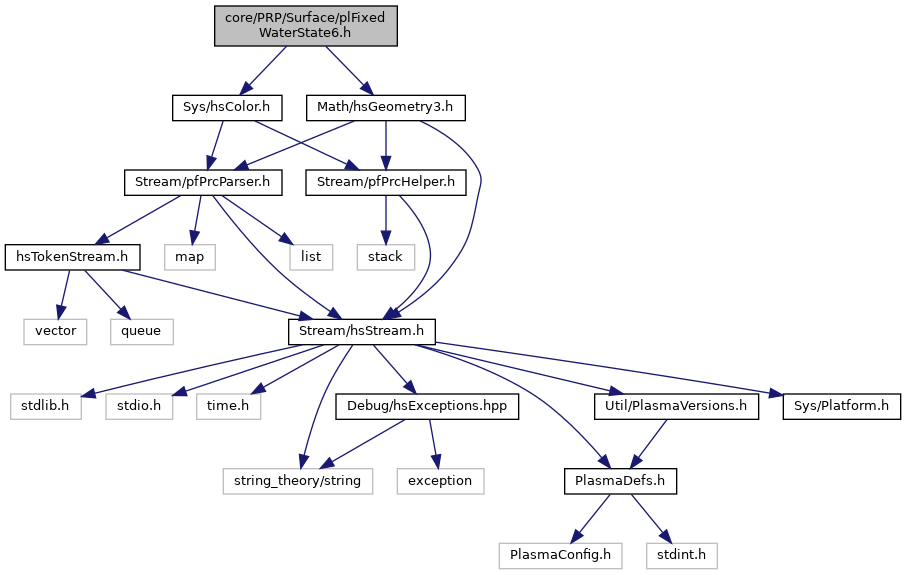 core/PRP/Surface/plFixed
WaterState6.h
Sys/hsColor.h
Math/hsGeometry3.h
Stream/pfPrcParser.h
Stream/pfPrcHelper.h
hsTokenStream.h
map
list
stack
vector
queue
Stream/hsStream.h
stdlib.h
stdio.h
time.h
Debug/hsExceptions.hpp
Util/PlasmaVersions.h
Sys/Platform.h
string_theory/string
exception
PlasmaDefs.h
PlasmaConfig.h
stdint.h